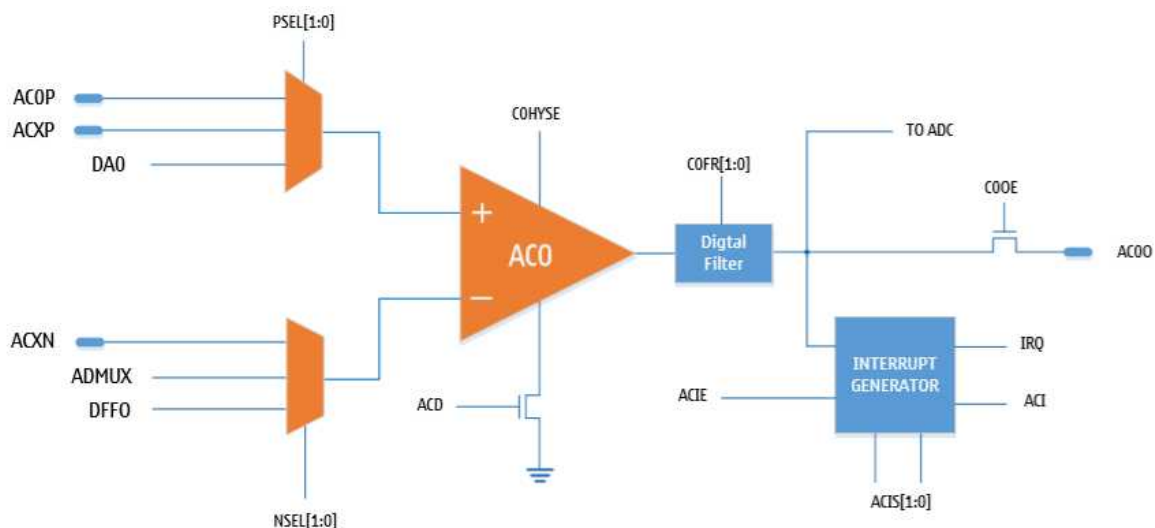 PSEL[1:0]
AC0P
ACXP
DA0
C0HYSE
TO ADC
C0FR[1:0]
C0OE
+
AC0
Digtal
Filter
AC0O
−
ACXN
ADMUX
DFFO
ACD
INTERRUPT
GENERATOR
IRQ
ACIE
ACI
ACIS[1:0]
NSEL[1:0]